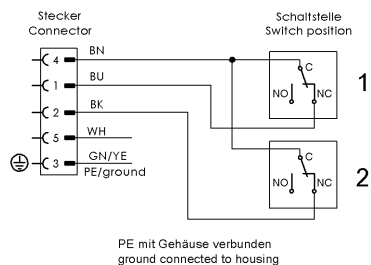 Stecker
Connector
Schaltstelle
Switch position
4 BN
1 BU
2 BK
5 WH
3 GN/YE
PE/ground
C
NO NC
1
C
NO NC
2
PE mit Gehäuse verbunden
ground connected to housing